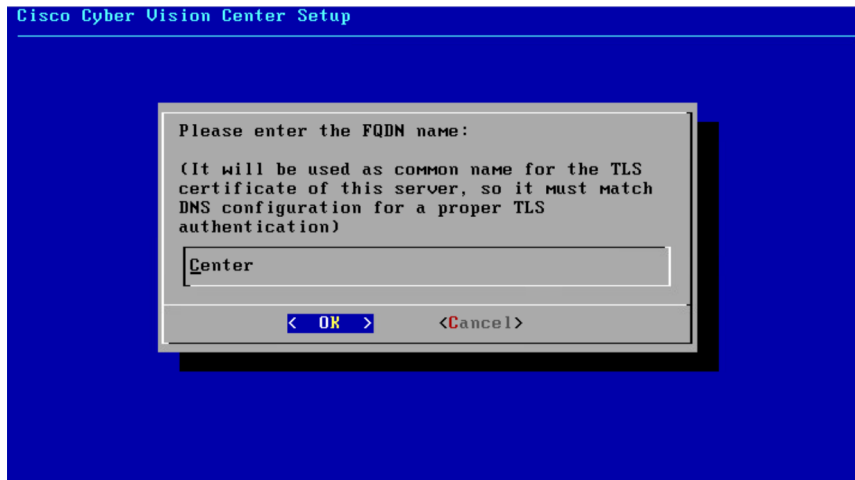 Cisco Cyber Vision Center Setup
Please enter the FQDN name:
(It will be used as common name for the TLS
certificate of this server, so it must match
DNS configuration for a proper TLS
authentication)
Center
< OK > <Cancel>